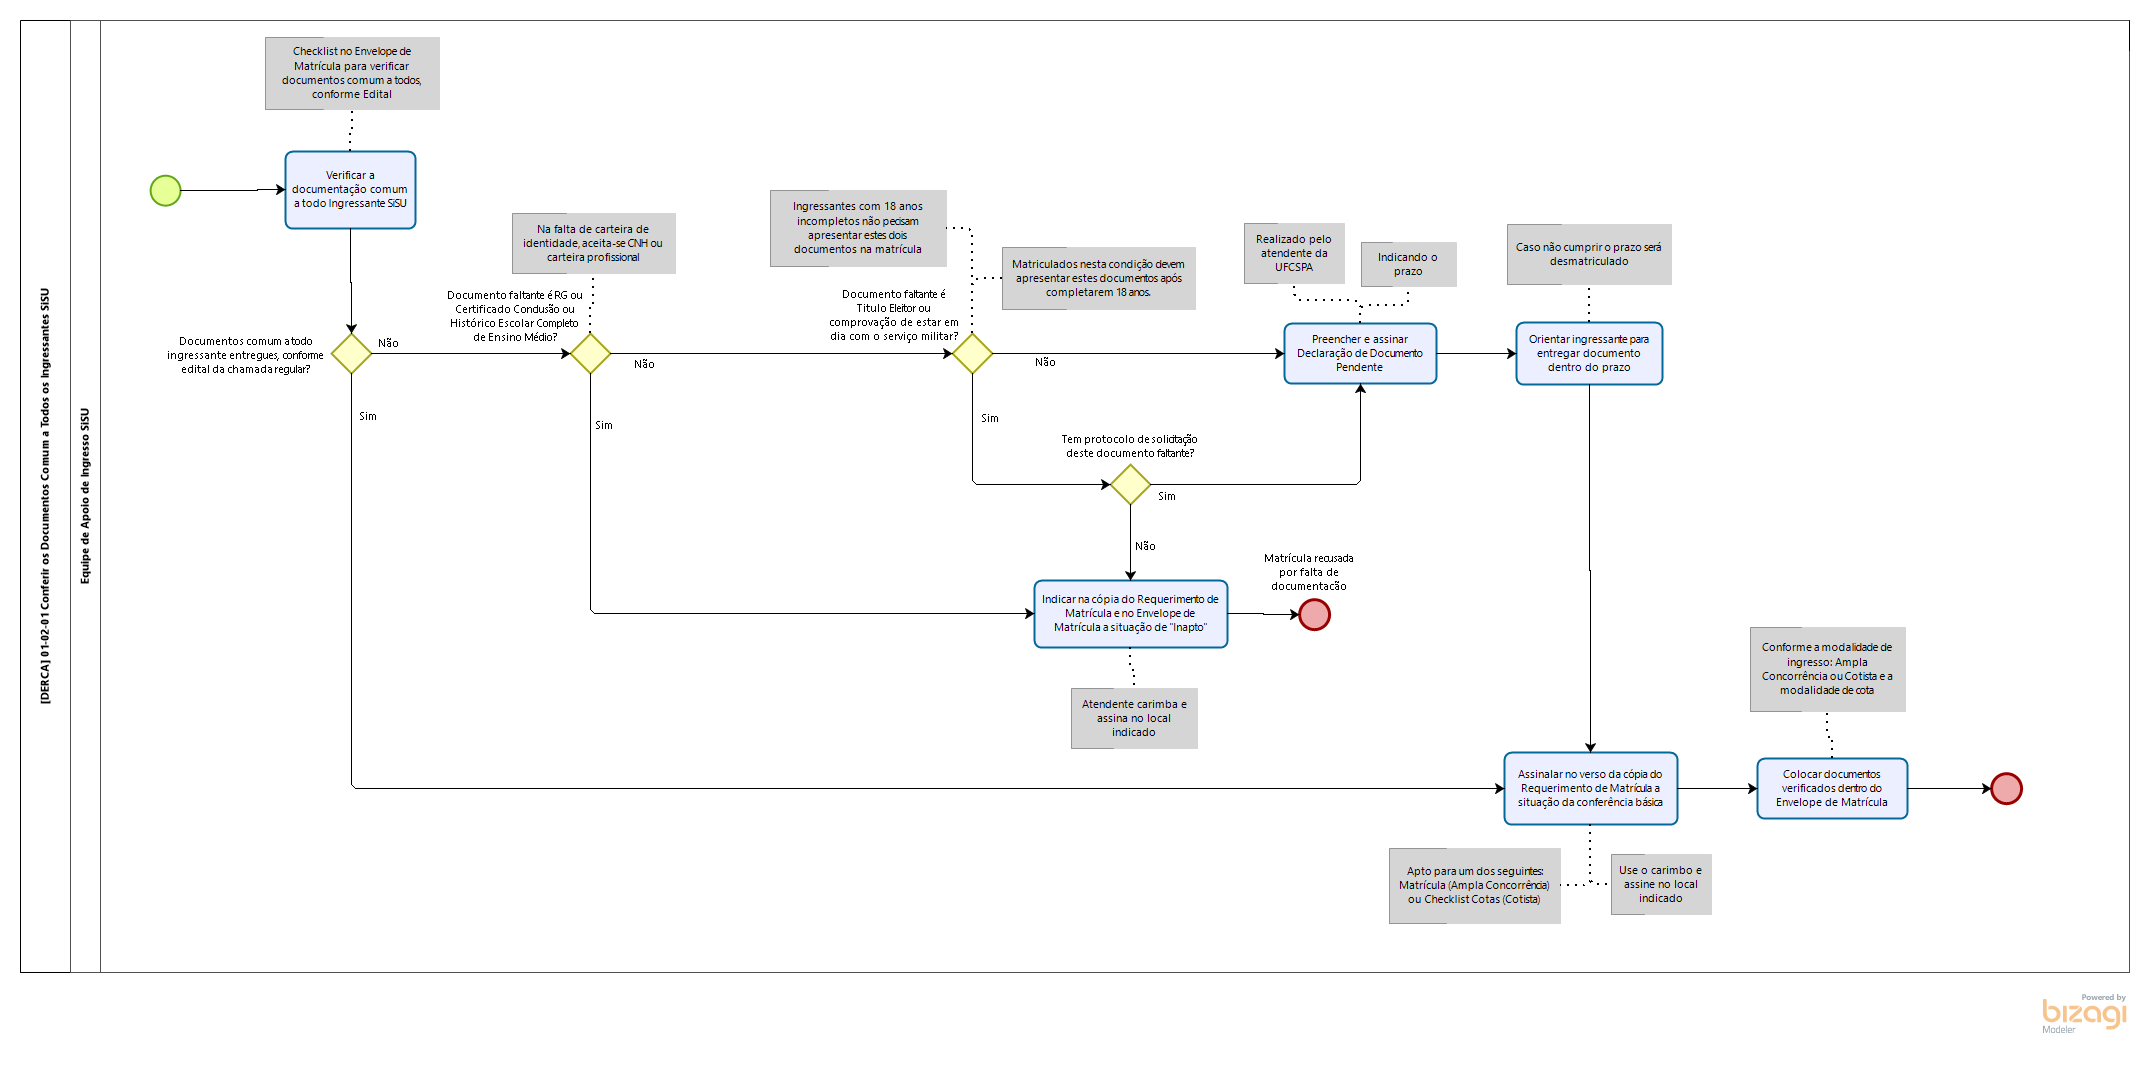 [DERCA] 01-02-01 Conferir os Documentos Comum a Todos os Ingressantes SiSU
Equipe de Apoio de Ingresso SiSU
Checklist no Envelope de
Matrícula para verificar
documentos comum a todos,
conforme Edital
Verificar a
documentação comum
a todo Ingressante SiSU
Documentos comum a todo
ingressante entregues, conforme
edital da chamada regular?
Não
Sim
Na falta de carteira de
identidade, aceita-se CNH ou
carteira profissional
Documento faltante é RG ou
Certificado Conclusão ou
Histórico Escolar Completo
de Ensino Médio?
Não
Sim
Ingressantes com 18 anos
incompletos não pecisam
apresentar estes dois
documentos na matrícula
Matriculados nesta condição devem
apresentar estes documentos após
completarem 18 anos.
Documento faltante é
Titulo Eleitor ou
comprovação de estar em
dia com o serviço militar?
Não
Sim
Tem protocolo de solicitação
deste documento faltante?
Sim
Não
Realizado pelo
atendente da
UFCSPA
Indicando o
prazo
Preencher e assinar
Declaração de Documento
Pendente
Caso não cumprir o prazo será
desmatriculado
Orientar ingressante para
entregar documento
dentro do prazo
Indicar na cópia do Requerimento de
Matrícula e no Envelope de
Matrícula a situação de "Inapto"
Matrícula recusada
por falta de
documentacão
Atendente carimba e
assina no local
indicado
Conforme a modalidade de
ingresso: Ampla
Concorrência ou Cotista e a
modalidade de cota
Assinalar no verso da cópia do
Requerimento de Matrícula a
situação da conferência básica
Colocar documentos
verificados dentro do
Envelope de Matrícula
Apto para um dos seguintes:
Matrícula (Ampla Concorrência)
ou Checklist Cotas (Cotista)
Use o carimbo e
assine no local
indicado
Powered by
bizagi
Modeler